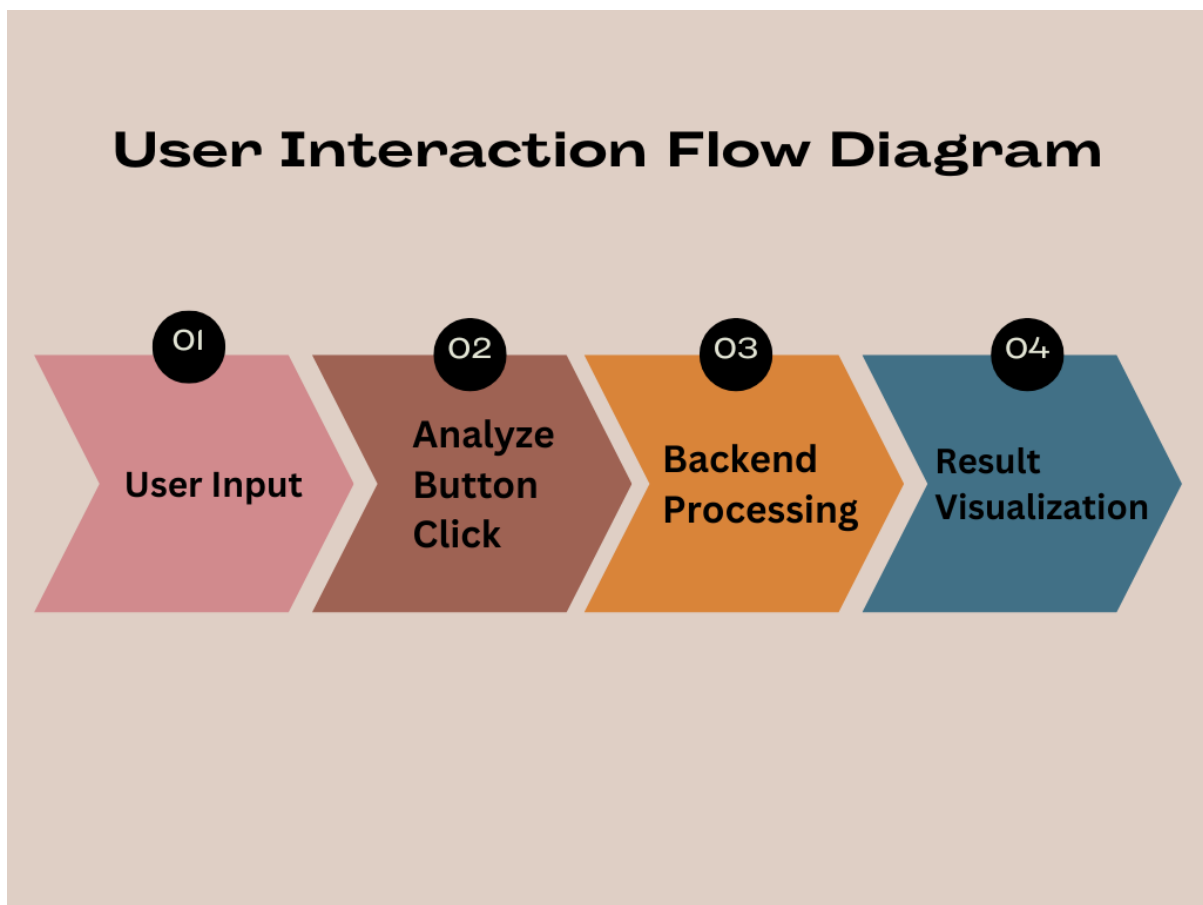 User Interaction Flow Diagram
01
User Input
02
Analyze
Button
Click
03
Backend
Processing
04
Result
Visualization